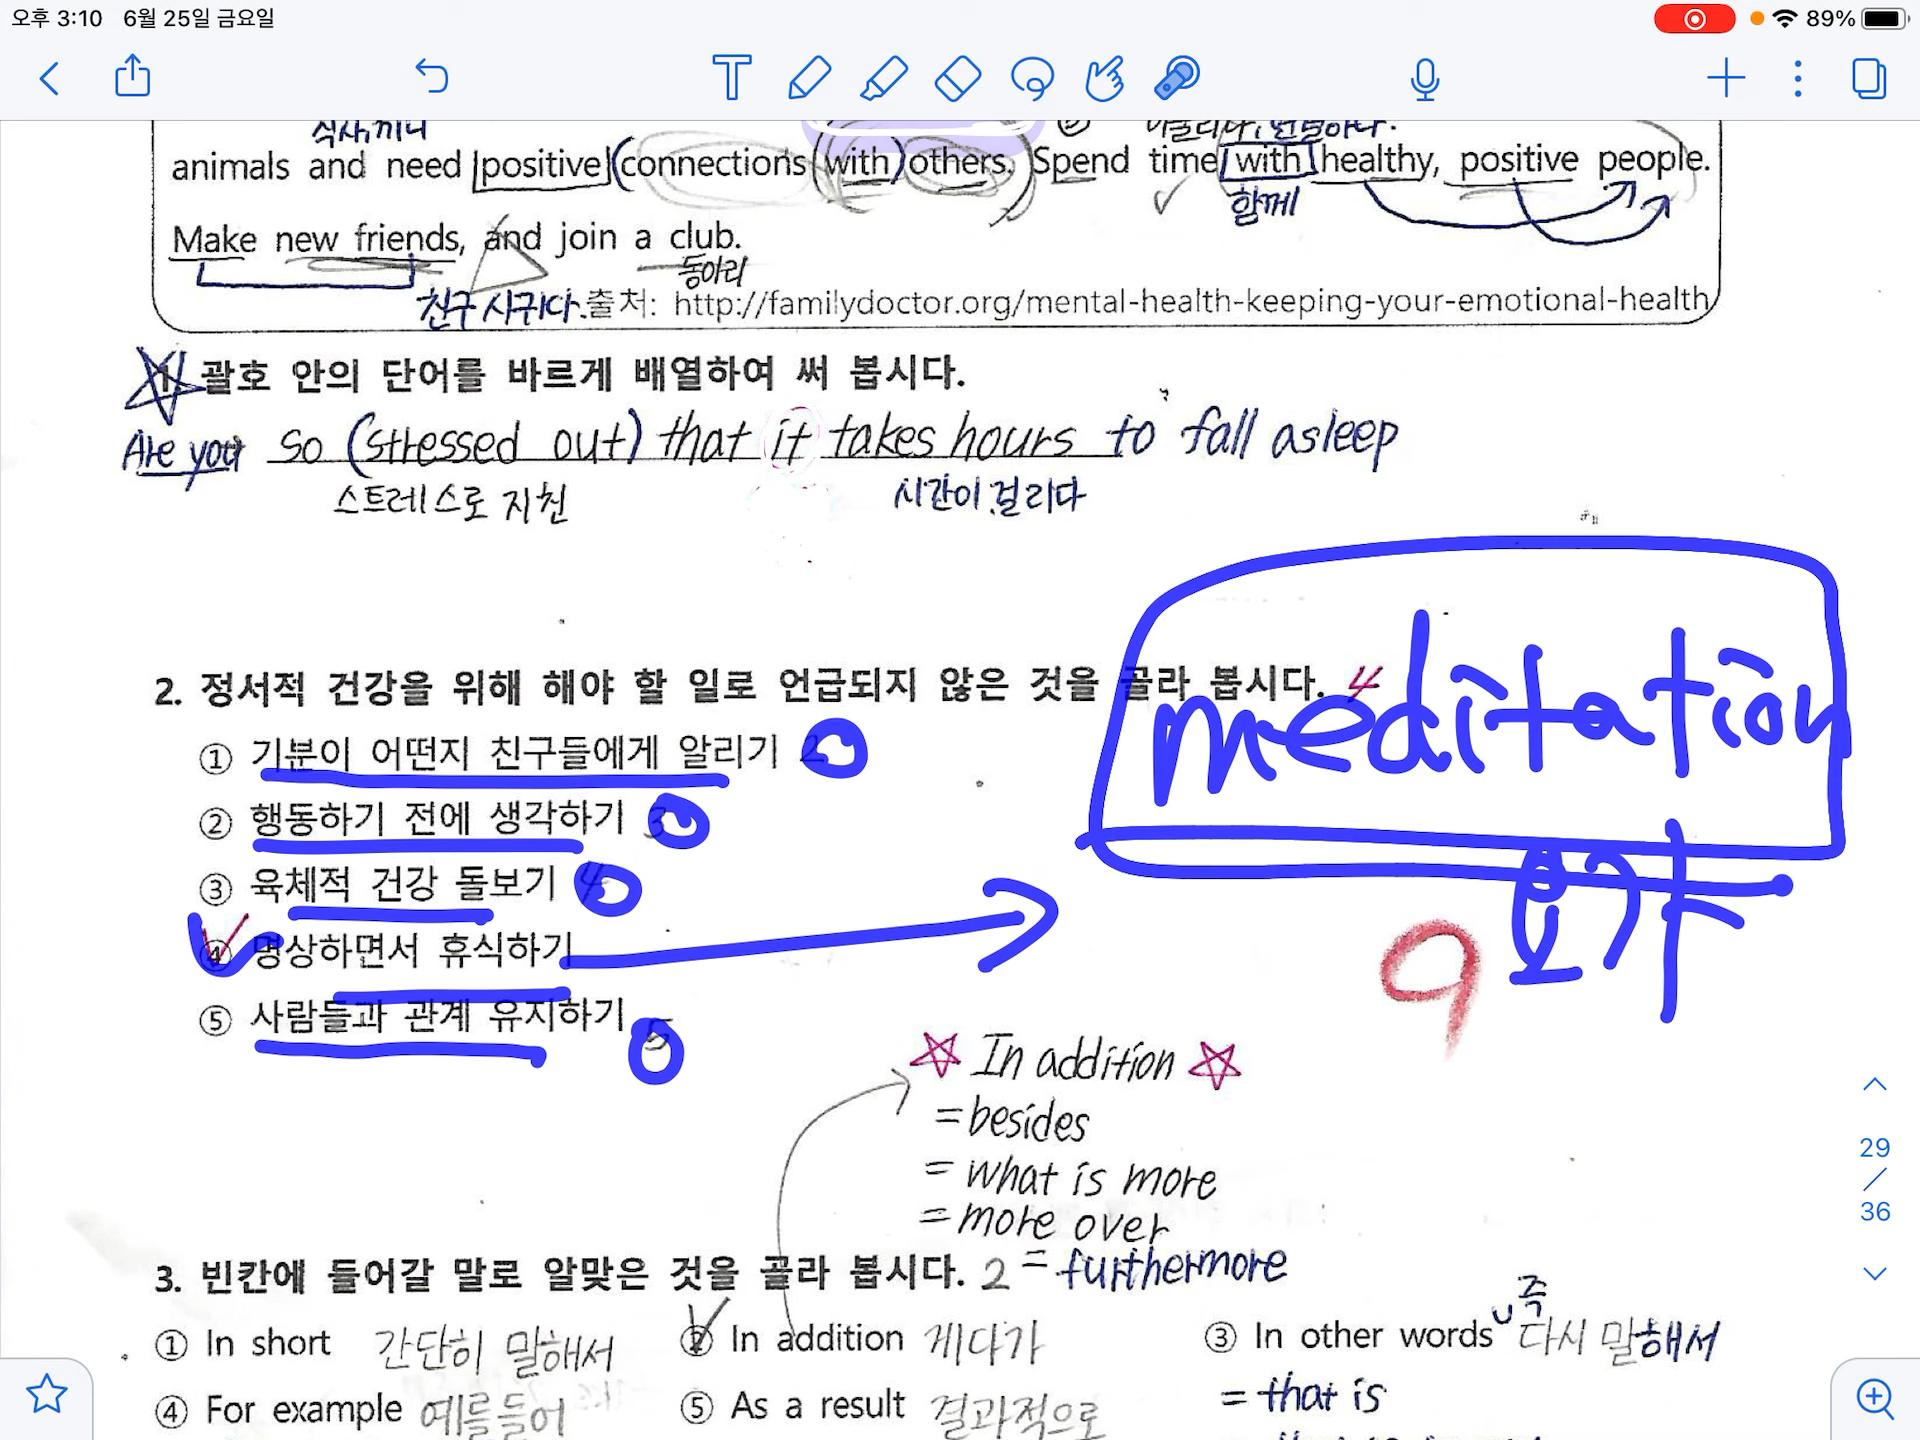 오후 3:10 6월 25일 금요일 89%
식사, 끼니
animals and need positive connections with others. Spend time with healthy, positive people.
함께
Make new friends, and join a club.
동아리
친구 사귀다. 출처: http://familydoctor.org/mental-health-keeping-your-emotional-health
1. 괄호 안의 단어를 바르게 배열하여 써 봅시다.
Are you so (stressed out) that it takes hours to fall asleep
스트레스로 지친 시간이 걸리다
2. 정서적 건강을 위해 해야 할 일로 언급되지 않은 것을 골라 봅시다. 4
meditation
① 기분이 어떤지 친구들에게 알리기
② 행동하기 전에 생각하기 3
요가
③ 육체적 건강 돌보기 4
④ 명상하면서 휴식하기
9
⑤ 사람들과 관계 유지하기 5
In addition
= besides
= what is more
= more over
= furthermore
29
/
36
3. 빈칸에 들어갈 말로 알맞은 것을 골라 봅시다. 2
즉
① In short 간단히 말해서 ② In addition 게다가 ③ In other words 다시 말해서
= that is
④ For example 예를들어 ⑤ As a result 결과적으로